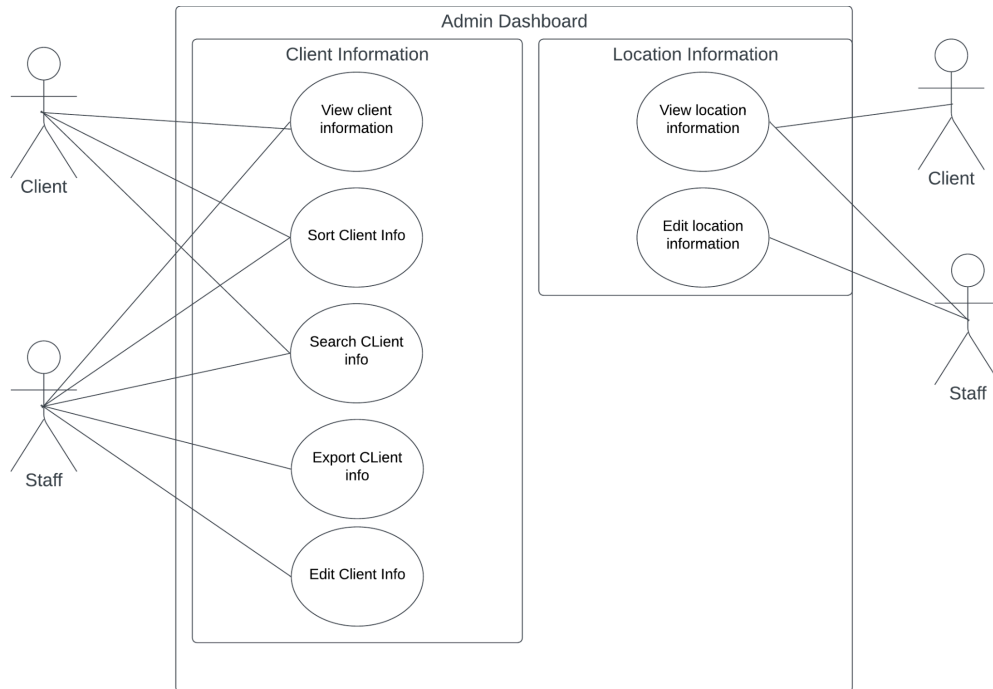 Admin Dashboard
Client Information
View client
information
Sort Client Info
Search CLient
info
Export CLient
info
Edit Client Info
Location Information
View location
information
Edit location
information
Client
Staff
Client
Staff